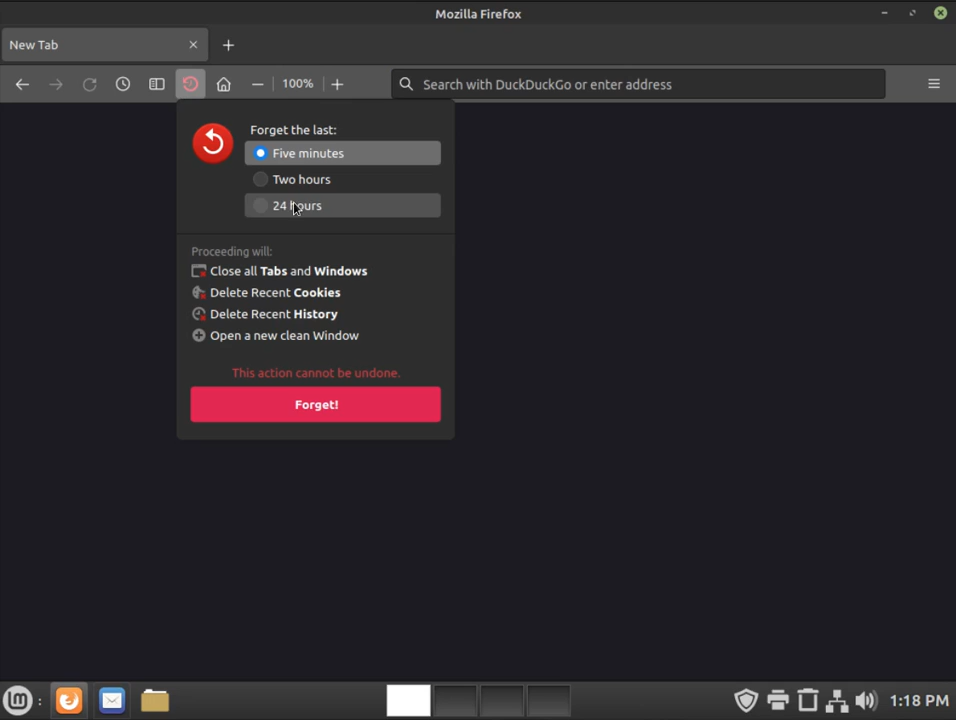 Mozilla Firefox
New Tab
100%
Search with DuckDuckGo or enter address
Forget the last:
Five minutes
Two hours
24 hours
Proceeding will:
Close all Tabs and Windows
Delete Recent Cookies
Delete Recent History
Open a new clean Window
This action cannot be undone.
Forget!
lm
1:18 PM